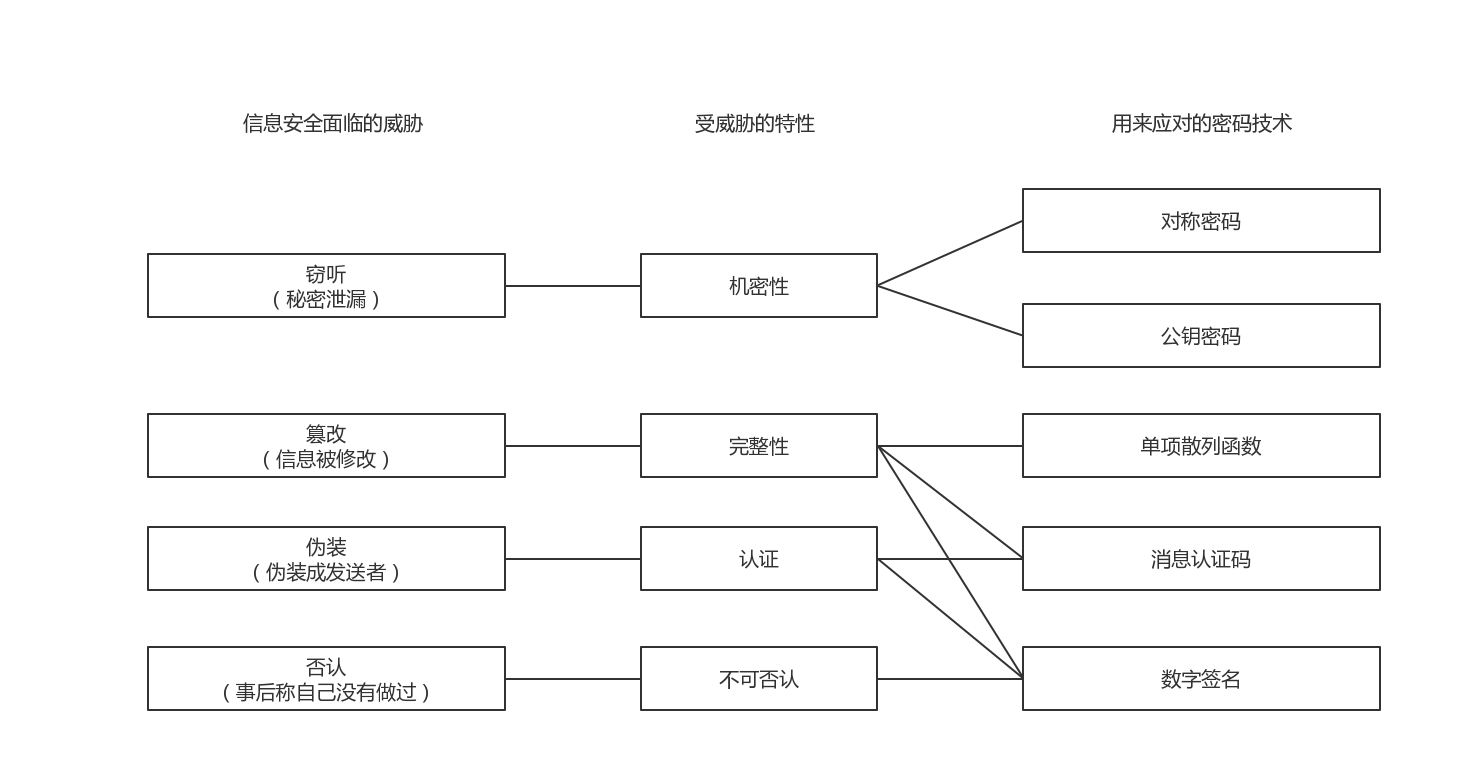 信息安全面临的威胁
受威胁的特性
用来应对的密码技术
对称密码
窃听
（秘密泄漏）
机密性
公钥密码
篡改
（信息被修改）
完整性
单项散列函数
伪装
（伪装成发送者）
认证
消息认证码
否认
（事后称自己没有做过）
不可否认
数字签名